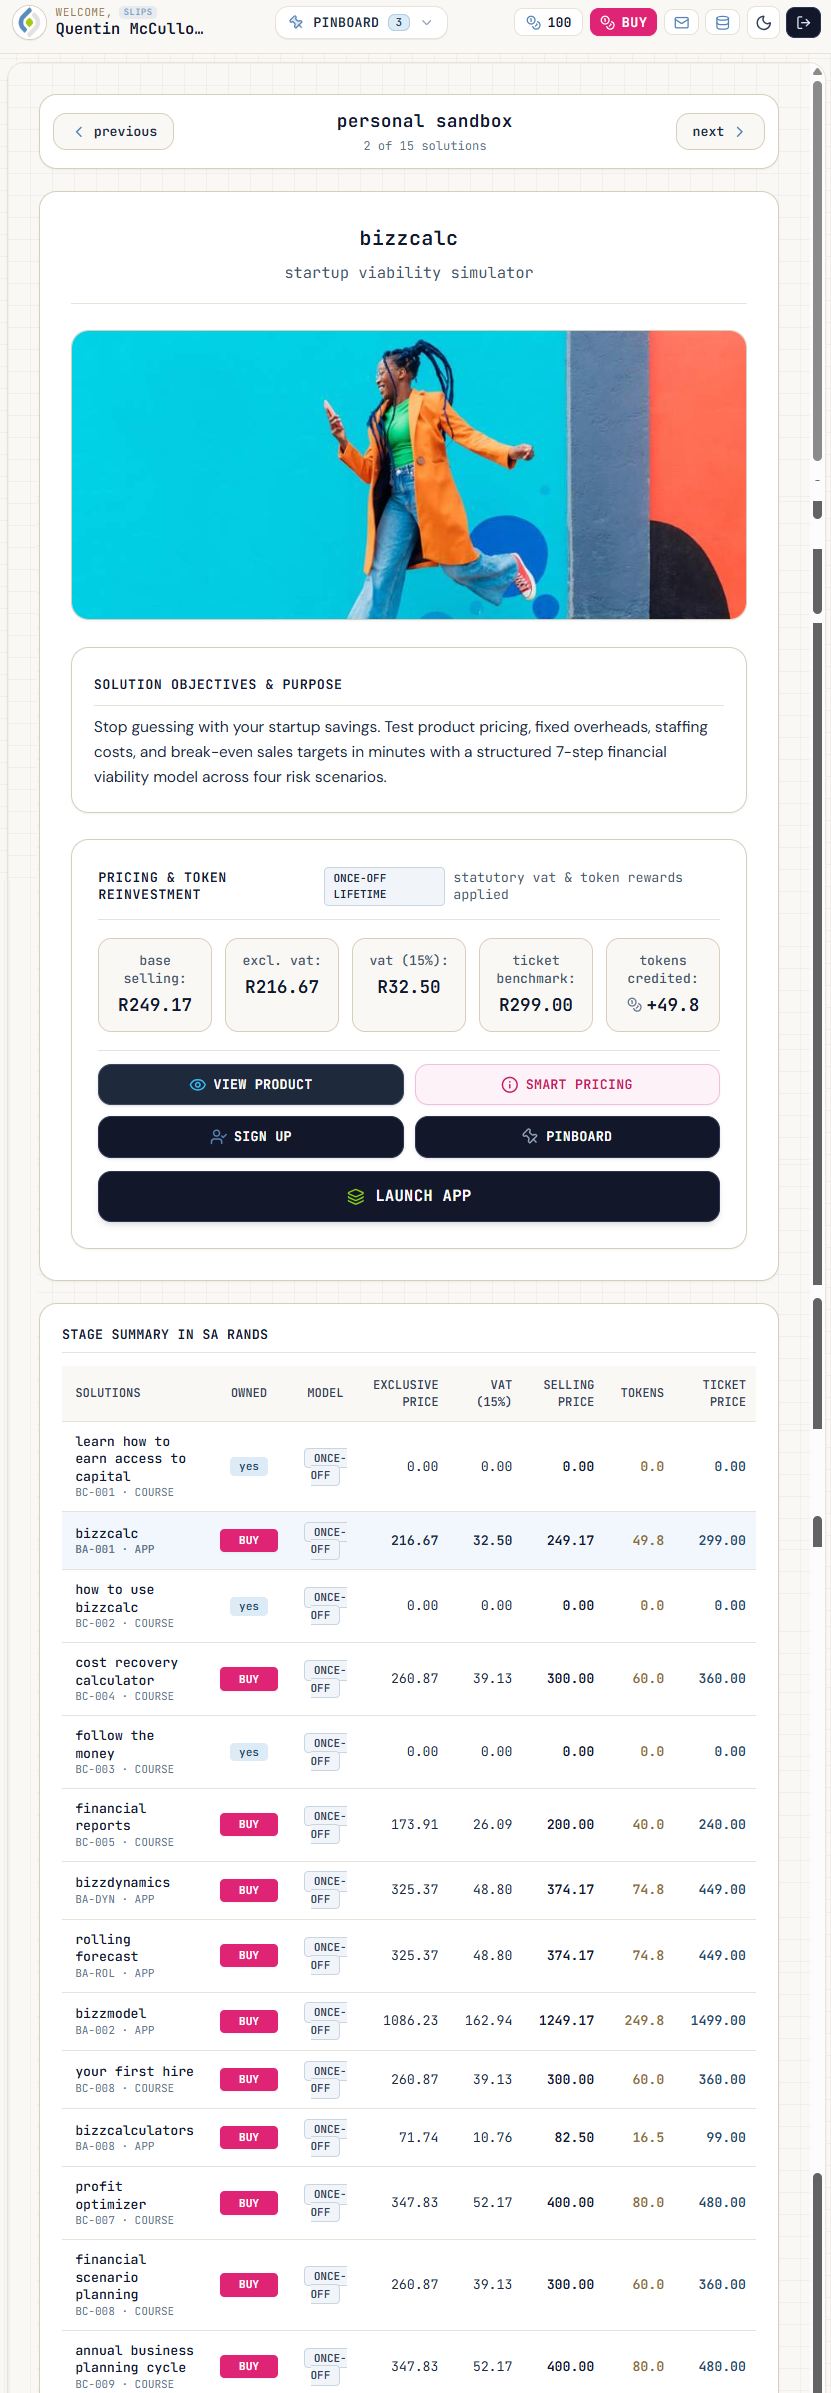 WELCOME, SLIPS
Quentin McCullo…
PINBOARD 3
100
BUY
previous
personal sandbox
2 of 15 solutions
next
bizzcalc
startup viability simulator
SOLUTION OBJECTIVES & PURPOSE
Stop guessing with your startup savings. Test product pricing, fixed overheads, staffing
costs, and break-even sales targets in minutes with a structured 7-step financial
viability model across four risk scenarios.
PRICING & TOKEN
REINVESTMENT
ONCE-OFF
LIFETIME
statutory vat & token rewards
applied
base
selling:
R249.17
excl. vat:
R216.67
vat (15%):
R32.50
ticket
benchmark:
R299.00
tokens
credited:
+49.8
VIEW PRODUCT
SMART PRICING
SIGN UP
PINBOARD
LAUNCH APP
STAGE SUMMARY IN SA RANDS
SOLUTIONS OWNED MODEL EXCLUSIVE PRICE VAT (15%) SELLING PRICE TOKENS TICKET PRICE
learn how to
earn access to
capital
BC-001 · COURSE
yes ONCE-OFF 0.00 0.00 0.00 0.0 0.00
bizzcalc
BA-001 · APP
BUY ONCE-OFF 216.67 32.50 249.17 49.8 299.00
how to use
bizzcalc
BC-002 · COURSE
yes ONCE-OFF 0.00 0.00 0.00 0.0 0.00
cost recovery
calculator
BC-004 · COURSE
BUY ONCE-OFF 260.87 39.13 300.00 60.0 360.00
follow the
money
BC-003 · COURSE
yes ONCE-OFF 0.00 0.00 0.00 0.0 0.00
financial
reports
BC-005 · COURSE
BUY ONCE-OFF 173.91 26.09 200.00 40.0 240.00
bizzdynamics
BA-DYN · APP
BUY ONCE-OFF 325.37 48.80 374.17 74.8 449.00
rolling
forecast
BA-ROL · APP
BUY ONCE-OFF 325.37 48.80 374.17 74.8 449.00
bizzmodel
BA-002 · APP
BUY ONCE-OFF 1086.23 162.94 1249.17 249.8 1499.00
your first hire
BC-008 · COURSE
BUY ONCE-OFF 260.87 39.13 300.00 60.0 360.00
bizzcalculators
BA-008 · APP
BUY ONCE-OFF 71.74 10.76 82.50 16.5 99.00
profit
optimizer
BC-007 · COURSE
BUY ONCE-OFF 347.83 52.17 400.00 80.0 480.00
financial
scenario
planning
BC-008 · COURSE
BUY ONCE-OFF 260.87 39.13 300.00 60.0 360.00
annual business
planning cycle
BC-009 · COURSE
BUY ONCE-OFF 347.83 52.17 400.00 80.0 480.00